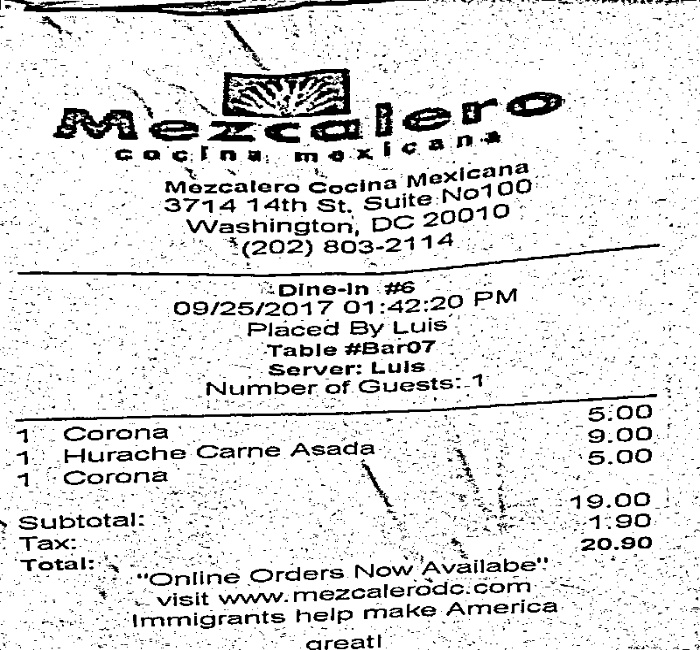 Mezcalero
cocina mexicana
Mezcalero Cocina Mexicana
3714 14th St. Suite No100
Washington, DC 20010
(202) 803-2114
Dine-In #6
09/25/2017 01:42:20 PM
Placed By Luis
Table #Bar07
Server: Luis
Number of Guests: 1
1 Corona 5.00
1 Hurache Carne Asada 9.00
1 Corona 5.00
Subtotal: 19.00
Tax: 1.90
Total: 20.90
"Online Orders Now Availabe"
visit www.mezcalerodc.com
Immigrants help make America
great!